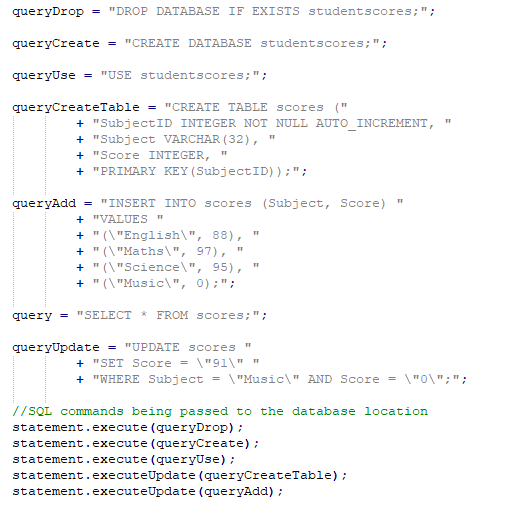 queryDrop = "DROP DATABASE IF EXISTS studentscores;";
queryCreate = "CREATE DATABASE studentscores;";
queryUse = "USE studentscores;";
queryCreateTable = "CREATE TABLE scores ("
+ "SubjectID INTEGER NOT NULL AUTO_INCREMENT, "
+ "Subject VARCHAR(32), "
+ "Score INTEGER, "
+ "PRIMARY KEY(SubjectID));";
queryAdd = "INSERT INTO scores (Subject, Score) "
+ "VALUES "
+ "(\"English\", 88), "
+ "(\"Maths\", 97), "
+ "(\"Science\", 95), "
+ "(\"Music\", 0);";
query = "SELECT * FROM scores;";
queryUpdate = "UPDATE scores "
+ "SET Score = \"91\" "
+ "WHERE Subject = \"Music\" AND Score = \"0\";";
//SQL commands being passed to the database location
statement.execute(queryDrop);
statement.execute(queryCreate);
statement.execute(queryUse);
statement.executeUpdate(queryCreateTable);
statement.executeUpdate(queryAdd);